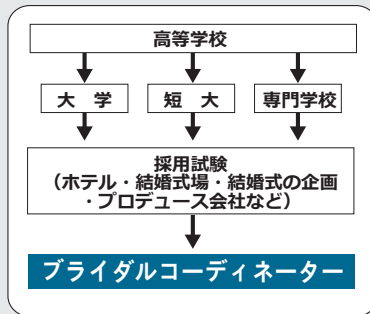 高等学校
大　学
短　大
専門学校
採用試験
（ホテル・結婚式場・結婚式の企画
・プロデュース会社など）
ブライダルコーディネーター